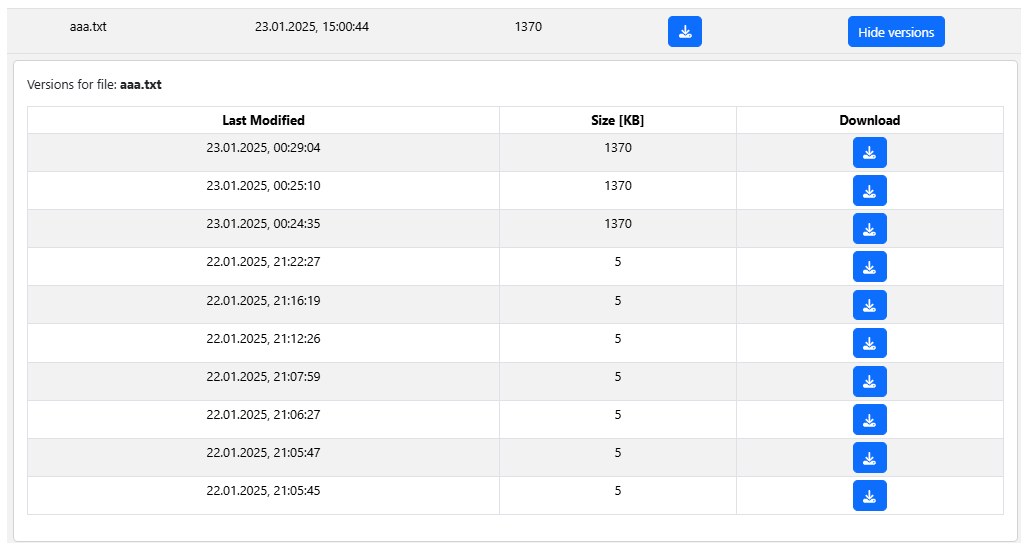 aaa.txt 23.01.2025, 15:00:44 1370 Hide versions
Versions for file: aaa.txt
Last Modified Size [KB] Download
23.01.2025, 00:29:04 1370
23.01.2025, 00:25:10 1370
23.01.2025, 00:24:35 1370
22.01.2025, 21:22:27 5
22.01.2025, 21:16:19 5
22.01.2025, 21:12:26 5
22.01.2025, 21:07:59 5
22.01.2025, 21:06:27 5
22.01.2025, 21:05:47 5
22.01.2025, 21:05:45 5